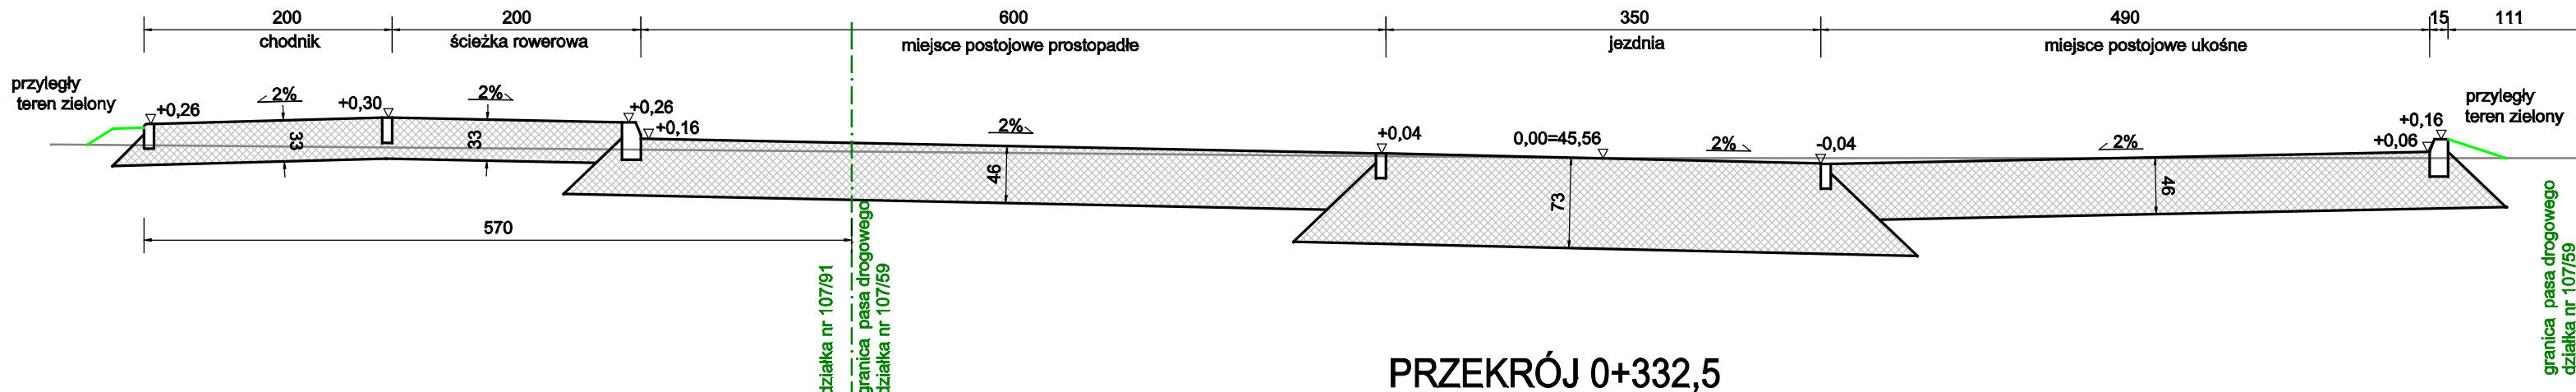 200
200
600
350
490
15
111
chodnik
ścieżka rowerowa
miejsce postojowe prostopadłe
jezdnia
miejsce postojowe ukośne
przyległy
teren zielony
+0,26
2%
+0,30
2%
+0,26
+0,16
2%
+0,04
0,00=45,56
2%
-0,04
2%
+0,06
+0,16
przyległy
teren zielony
33
33
46
73
46
570
działka nr 107/91
granica pasa drogowego
działka nr 107/59
granica pasa drogowego
działka nr 107/59
PRZEKRÓJ 0+332,5